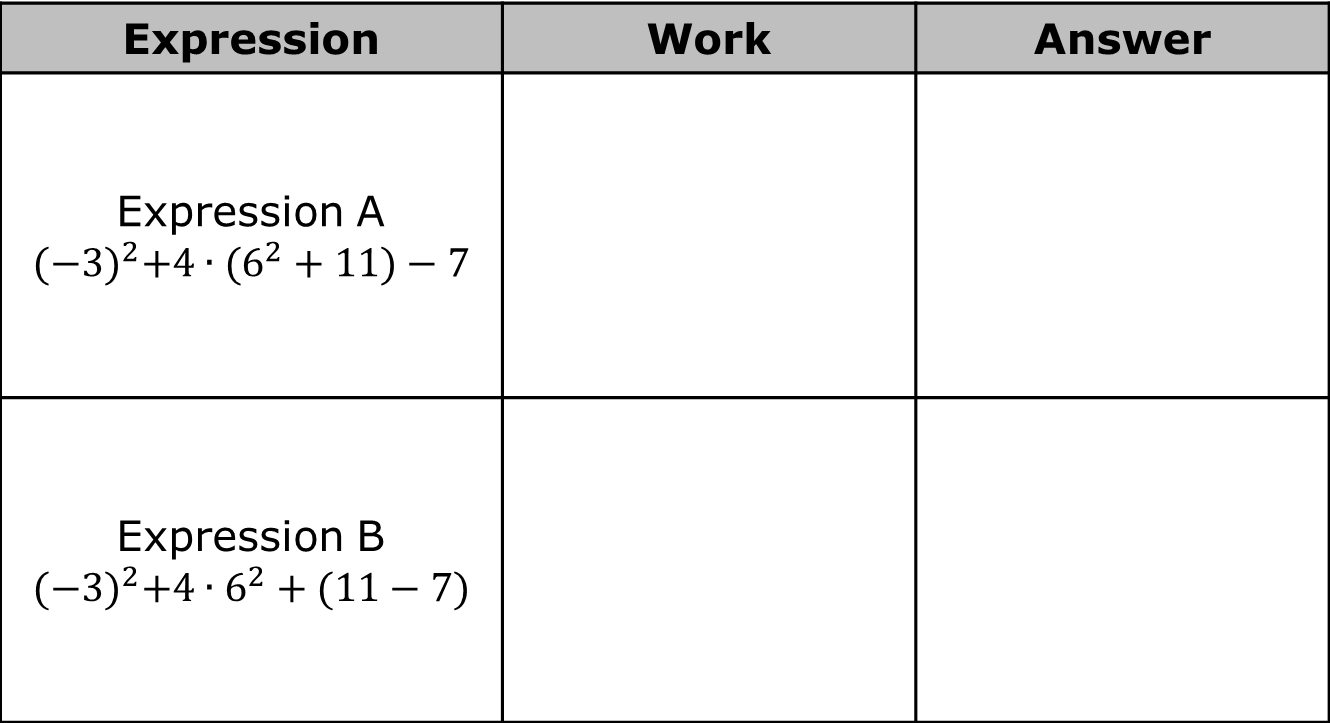 Expression Work Answer
Expression A
(−3)²+4 · (6² + 11) − 7
Expression B
(−3)²+4 · 6² + (11 − 7)